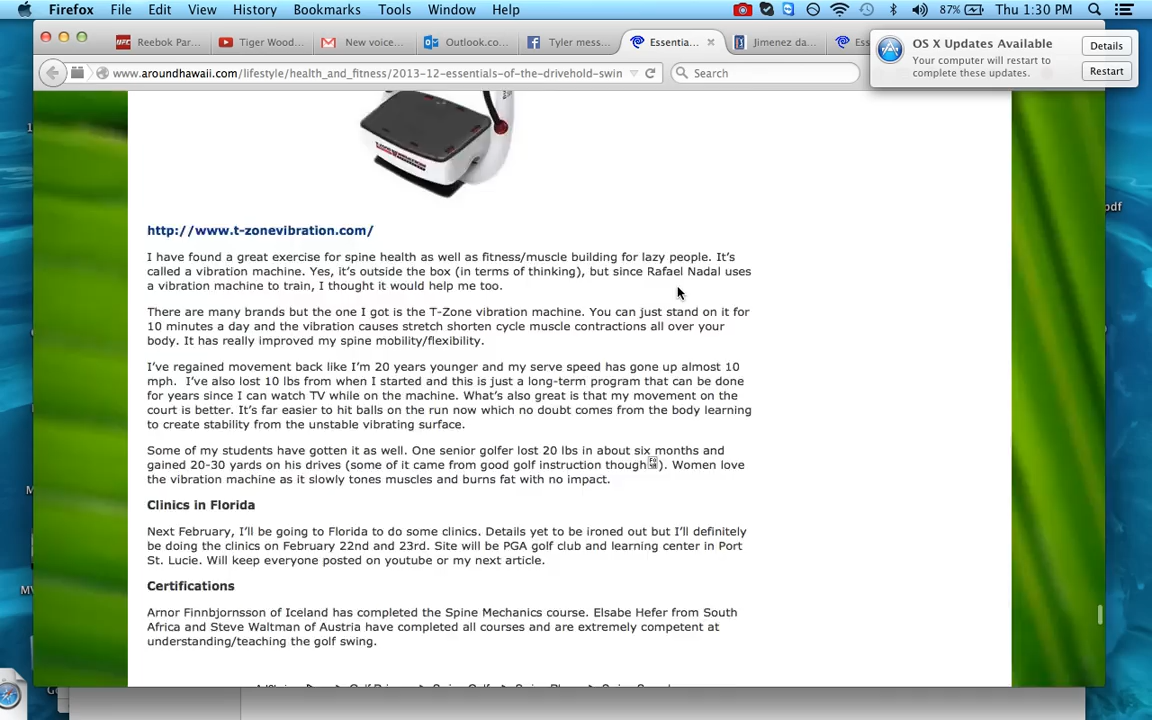 Firefox File Edit View History Bookmarks Tools Window Help 87% Thu 1:30 PM
Reebok Par... Tiger Wood... Gmail New voice... Outlook.co... Tyler mess... Essentia... Jimenez da... Ess
OS X Updates Available
Your computer will restart to
complete these updates.
Details
Restart
www.aroundhawaii.com/lifestyle/health_and_fitness/2013-12-essentials-of-the-drivehold-swin
Search
http://www.t-zonevibration.com/
I have found a great exercise for spine health as well as fitness/muscle building for lazy people. It's
called a vibration machine. Yes, it's outside the box (in terms of thinking), but since Rafael Nadal uses
a vibration machine to train, I thought it would help me too.
There are many brands but the one I got is the T-Zone vibration machine. You can just stand on it for
10 minutes a day and the vibration causes stretch shorten cycle muscle contractions all over your
body. It has really improved my spine mobility/flexibility.
I've regained movement back like I'm 20 years younger and my serve speed has gone up almost 10
mph. I've also lost 10 lbs from when I started and this is just a long-term program that can be done
for years since I can watch TV while on the machine. What's also great is that my movement on the
court is better. It's far easier to hit balls on the run now which no doubt comes from the body learning
to create stability from the unstable vibrating surface.
Some of my students have gotten it as well. One senior golfer lost 20 lbs in about six months and
gained 20-30 yards on his drives (some of it came from good golf instruction though). Women love
the vibration machine as it slowly tones muscles and burns fat with no impact.
Clinics in Florida
Next February, I'll be going to Florida to do some clinics. Details yet to be ironed out but I'll definitely
be doing the clinics on February 22nd and 23rd. Site will be PGA golf club and learning center in Port
St. Lucie. Will keep everyone posted on youtube or my next article.
Certifications
Arnor Finnbjornsson of Iceland has completed the Spine Mechanics course. Elsabe Hefer from South
Africa and Steve Waltman of Austria have completed all courses and are extremely competent at
understanding/teaching the golf swing.